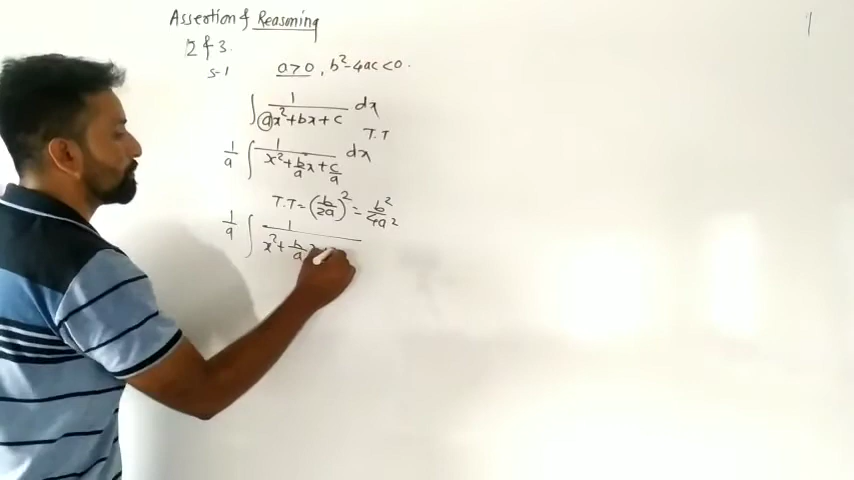 Assertion & Reasoning
Q 2 & 3.
S-1 a>0, b²-4ac<0.
∫ 1/(ax²+bx+c) dx
T.T
1/a ∫ 1/(x²+b/a x+c/a) dx
T.T=(b/2a)²=b²/4a²
1/a ∫ 1/(x²+b/a x